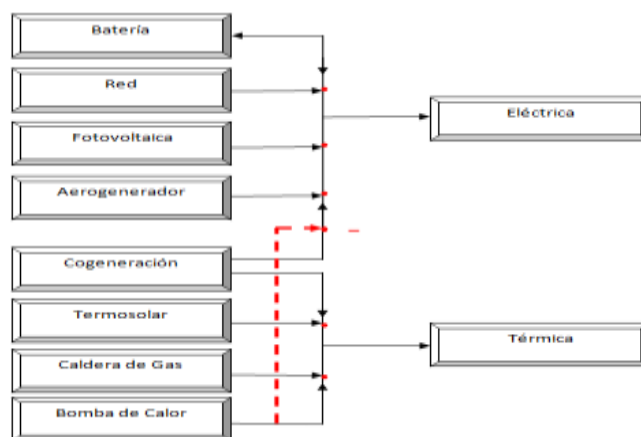 Batería
Red
Fotovoltaica
Aerogenerador
Cogeneración
Termosolar
Caldera de Gas
Bomba de Calor
Eléctrica
Térmica